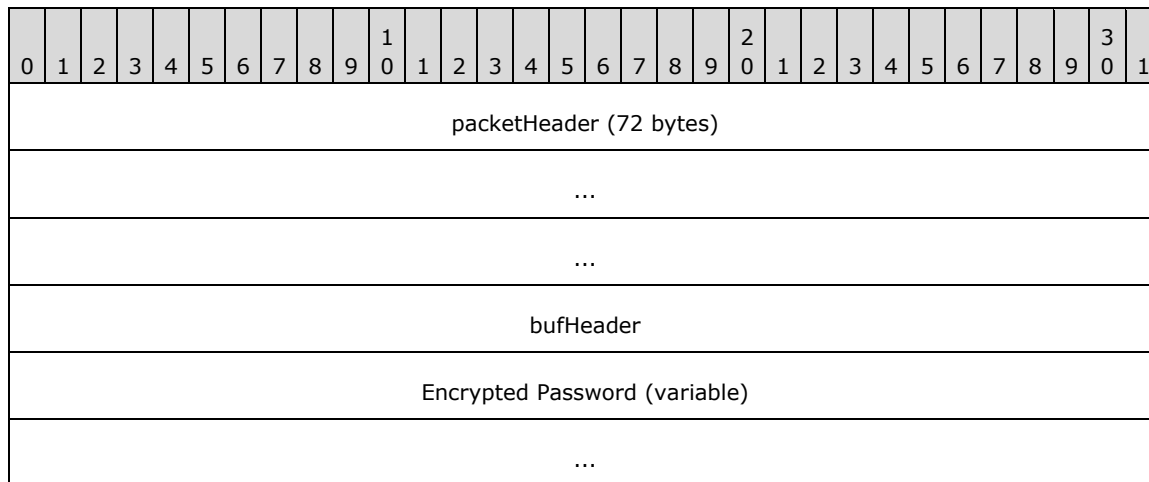 1 2 3
0 1 2 3 4 5 6 7 8 9 0 1 2 3 4 5 6 7 8 9 0 1 2 3 4 5 6 7 8 9 0 1
packetHeader (72 bytes)
...
...
bufHeader
Encrypted Password (variable)
...